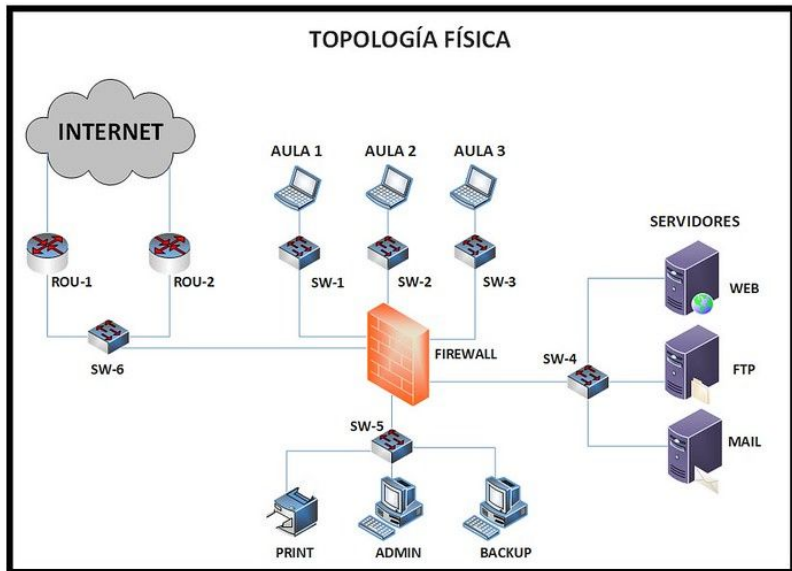 TOPOLOGÍA FÍSICA
INTERNET
AULA 1
AULA 2
AULA 3
SERVIDORES
ROU-1
ROU-2
SW-1
SW-2
SW-3
WEB
SW-6
FIREWALL
SW-4
FTP
SW-5
MAIL
PRINT
ADMIN
BACKUP